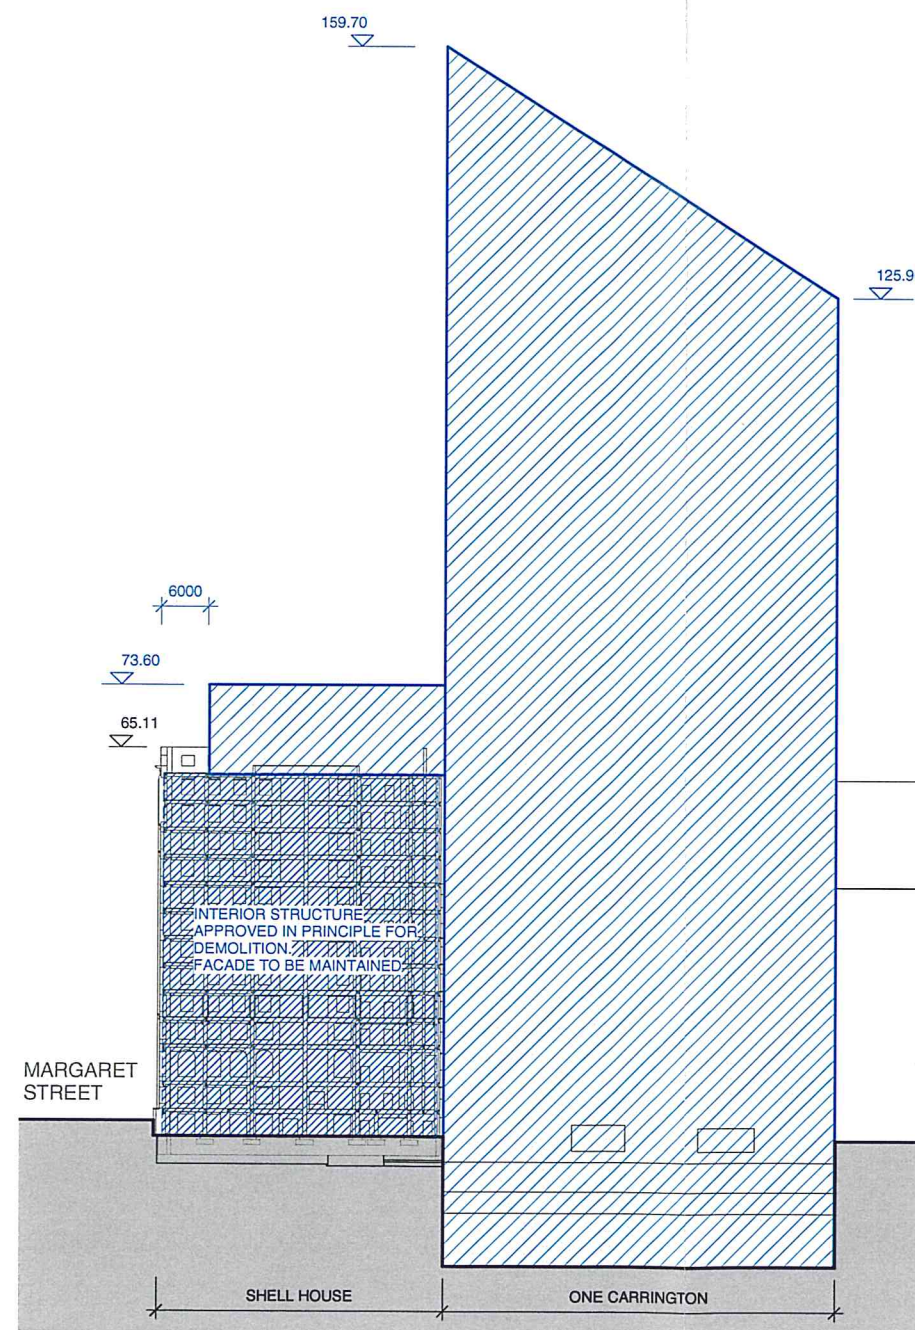 159.70
125.9
6000
73.60
65.11
INTERIOR STRUCTURE
APPROVED IN PRINCIPLE FOR
DEMOLITION.
FACADE TO BE MAINTAINED
MARGARET
STREET
SHELL HOUSE
ONE CARRINGTON